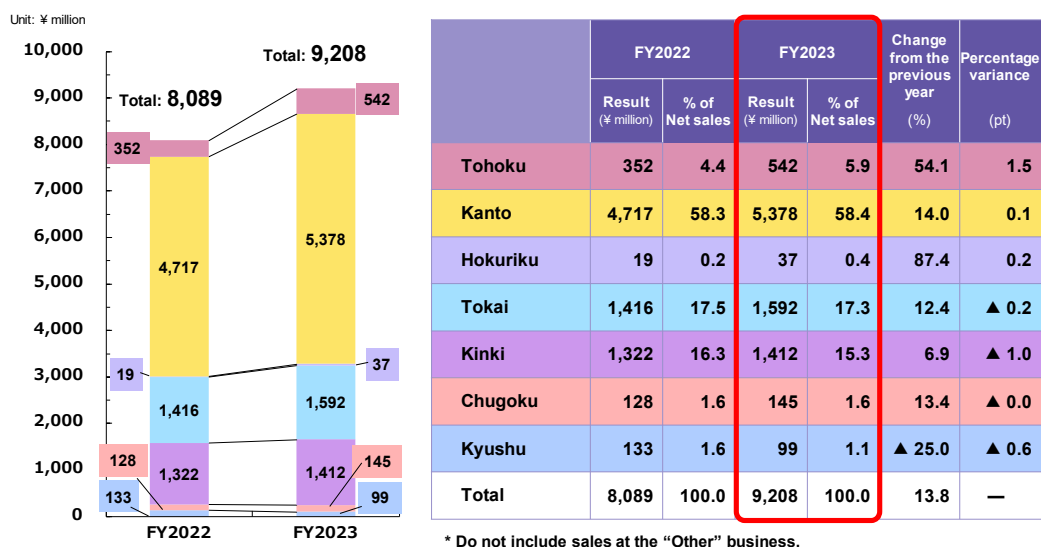 Unit: ¥ million
10,000
9,000
8,000
7,000
6,000
5,000
4,000
3,000
2,000
1,000
0
Total: 8,089
Total: 9,208
352
4,717
19
1,416
1,322
128
133
542
5,378
37
1,592
1,412
145
99
FY2022 FY2023
FY2022 FY2023 Change from the previous year (%) Percentage variance (pt)
Result (¥ million) % of Net sales Result (¥ million) % of Net sales
Tohoku 352 4.4 542 5.9 54.1 1.5
Kanto 4,717 58.3 5,378 58.4 14.0 0.1
Hokuriku 19 0.2 37 0.4 87.4 0.2
Tokai 1,416 17.5 1,592 17.3 12.4 ▲ 0.2
Kinki 1,322 16.3 1,412 15.3 6.9 ▲ 1.0
Chugoku 128 1.6 145 1.6 13.4 ▲ 0.0
Kyushu 133 1.6 99 1.1 ▲ 25.0 ▲ 0.6
Total 8,089 100.0 9,208 100.0 13.8 —
* Do not include sales at the “Other” business.